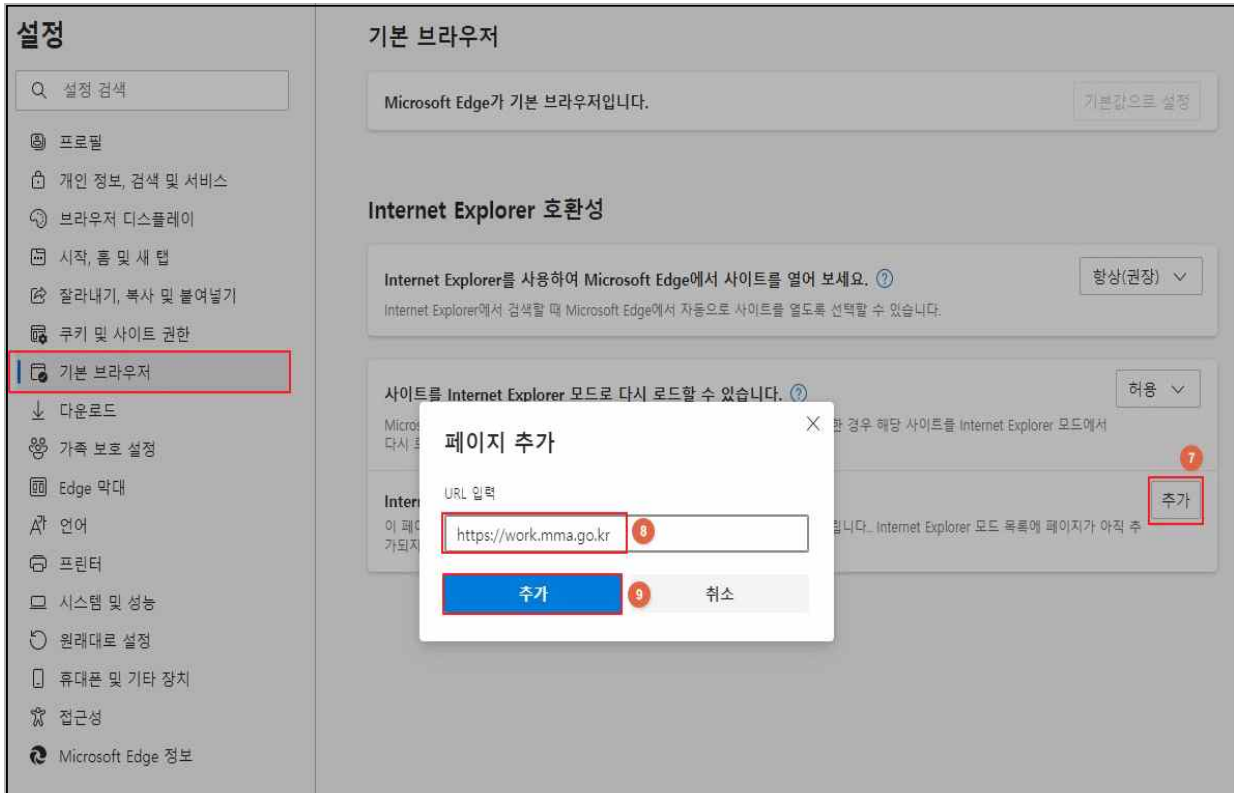 설정
설정 검색
프로필
개인 정보, 검색 및 서비스
브라우저 디스플레이
시작, 홈 및 새 탭
잘라내기, 복사 및 붙여넣기
쿠키 및 사이트 권한
기본 브라우저
다운로드
가족 보호 설정
Edge 막대
언어
프린터
시스템 및 성능
원래대로 설정
휴대폰 및 기타 장치
접근성
Microsoft Edge 정보
기본 브라우저
Microsoft Edge가 기본 브라우저입니다.
기본값으로 설정
Internet Explorer 호환성
Internet Explorer를 사용하여 Microsoft Edge에서 사이트를 열어 보세요.
항상(권장)
Internet Explorer에서 검색할 때 Microsoft Edge에서 자동으로 사이트를 열도록 선택할 수 있습니다.
사이트를 Internet Explorer 모드로 다시 로드할 수 있습니다.
허용
한 경우 해당 사이트를 Internet Explorer 모드에서
다시
7
추가
립니다.. Internet Explorer 모드 목록에 페이지가 아직 추
가되지
페이지 추가
URL 입력
https://work.mma.go.kr
8
추가
9
취소